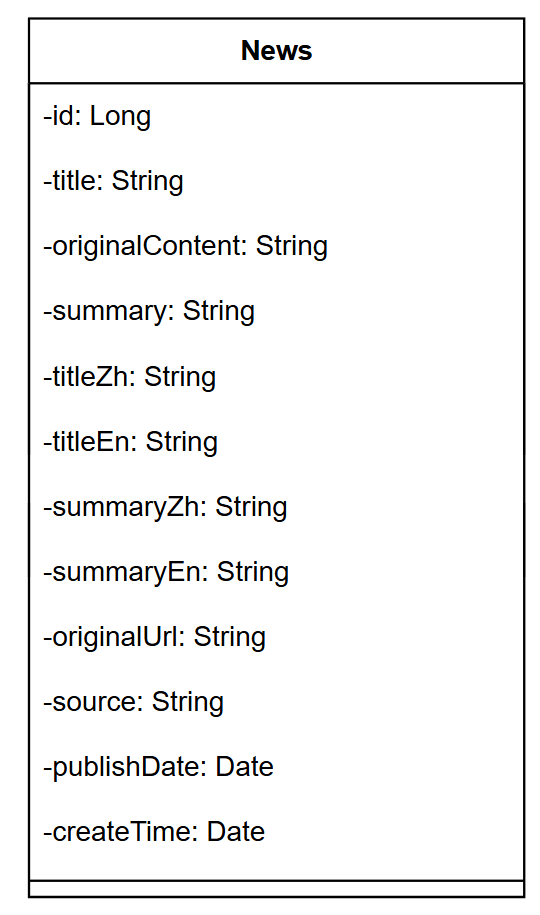 News
-id: Long
-title: String
-originalContent: String
-summary: String
-titleZh: String
-titleEn: String
-summaryZh: String
-summaryEn: String
-originalUrl: String
-source: String
-publishDate: Date
-createTime: Date